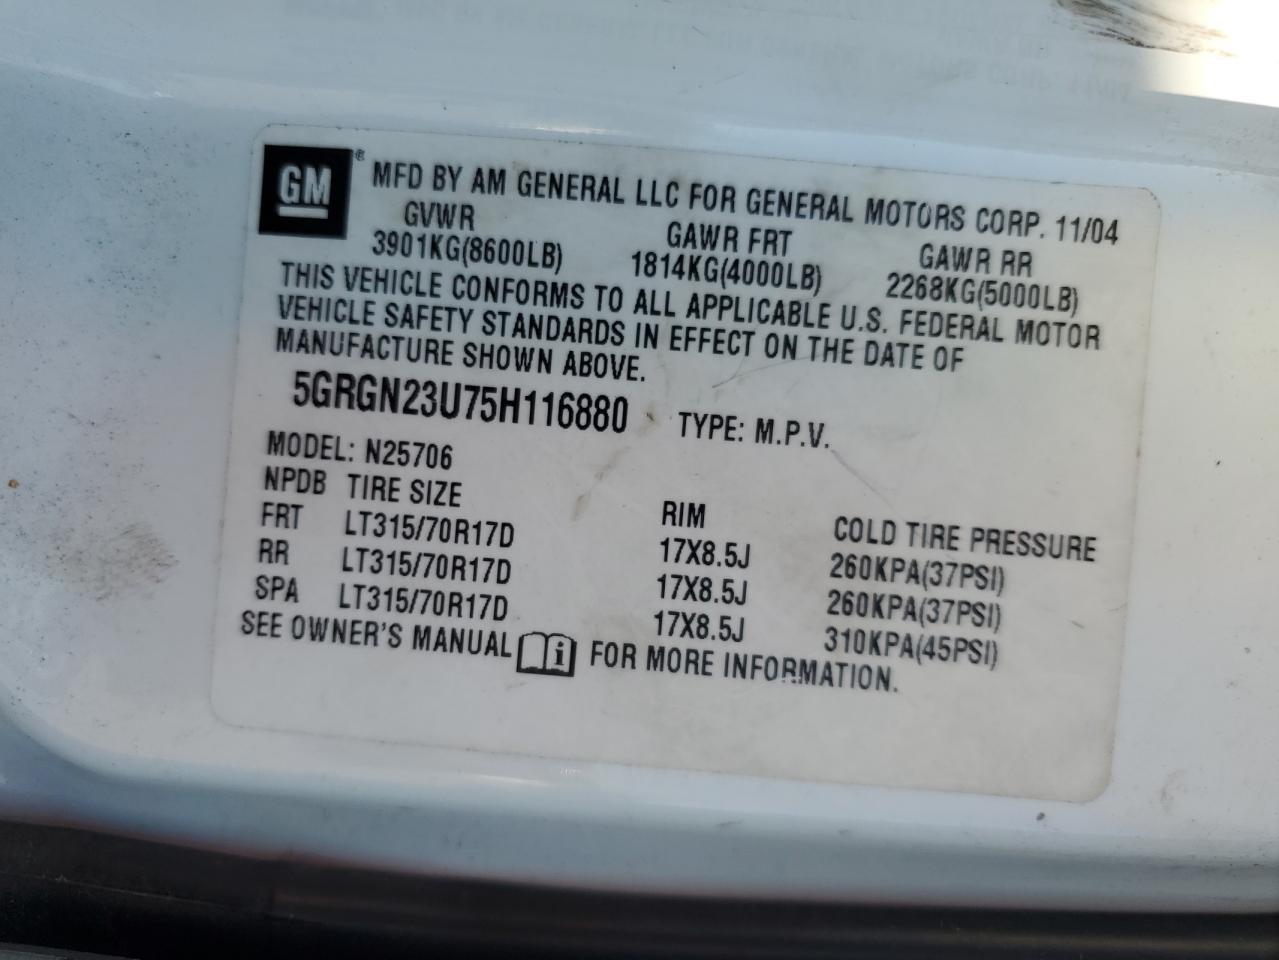 GM® MFD BY AM GENERAL LLC FOR GENERAL MOTORS CORP. 11/04
GVWR GAWR FRT GAWR RR
3901KG(8600LB) 1814KG(4000LB) 2268KG(5000LB)
THIS VEHICLE CONFORMS TO ALL APPLICABLE U.S. FEDERAL MOTOR
VEHICLE SAFETY STANDARDS IN EFFECT ON THE DATE OF
MANUFACTURE SHOWN ABOVE.
5GRGN23U75H116880 TYPE: M.P.V.
MODEL: N25706
NPDB TIRE SIZE RIM COLD TIRE PRESSURE
FRT LT315/70R17D 17X8.5J 260KPA(37PSI)
RR LT315/70R17D 17X8.5J 260KPA(37PSI)
SPA LT315/70R17D 17X8.5J 310KPA(45PSI)
SEE OWNER'S MANUAL i FOR MORE INFORMATION.